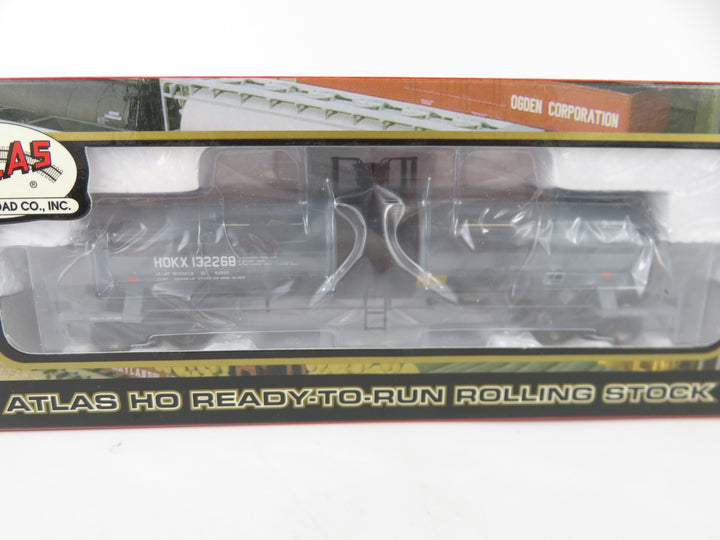 OGDEN CORPORATION
LAS
®
OAD CO., INC.
HOKX 132268
ATLAS HO READY-TO-RUN ROLLING STOCK